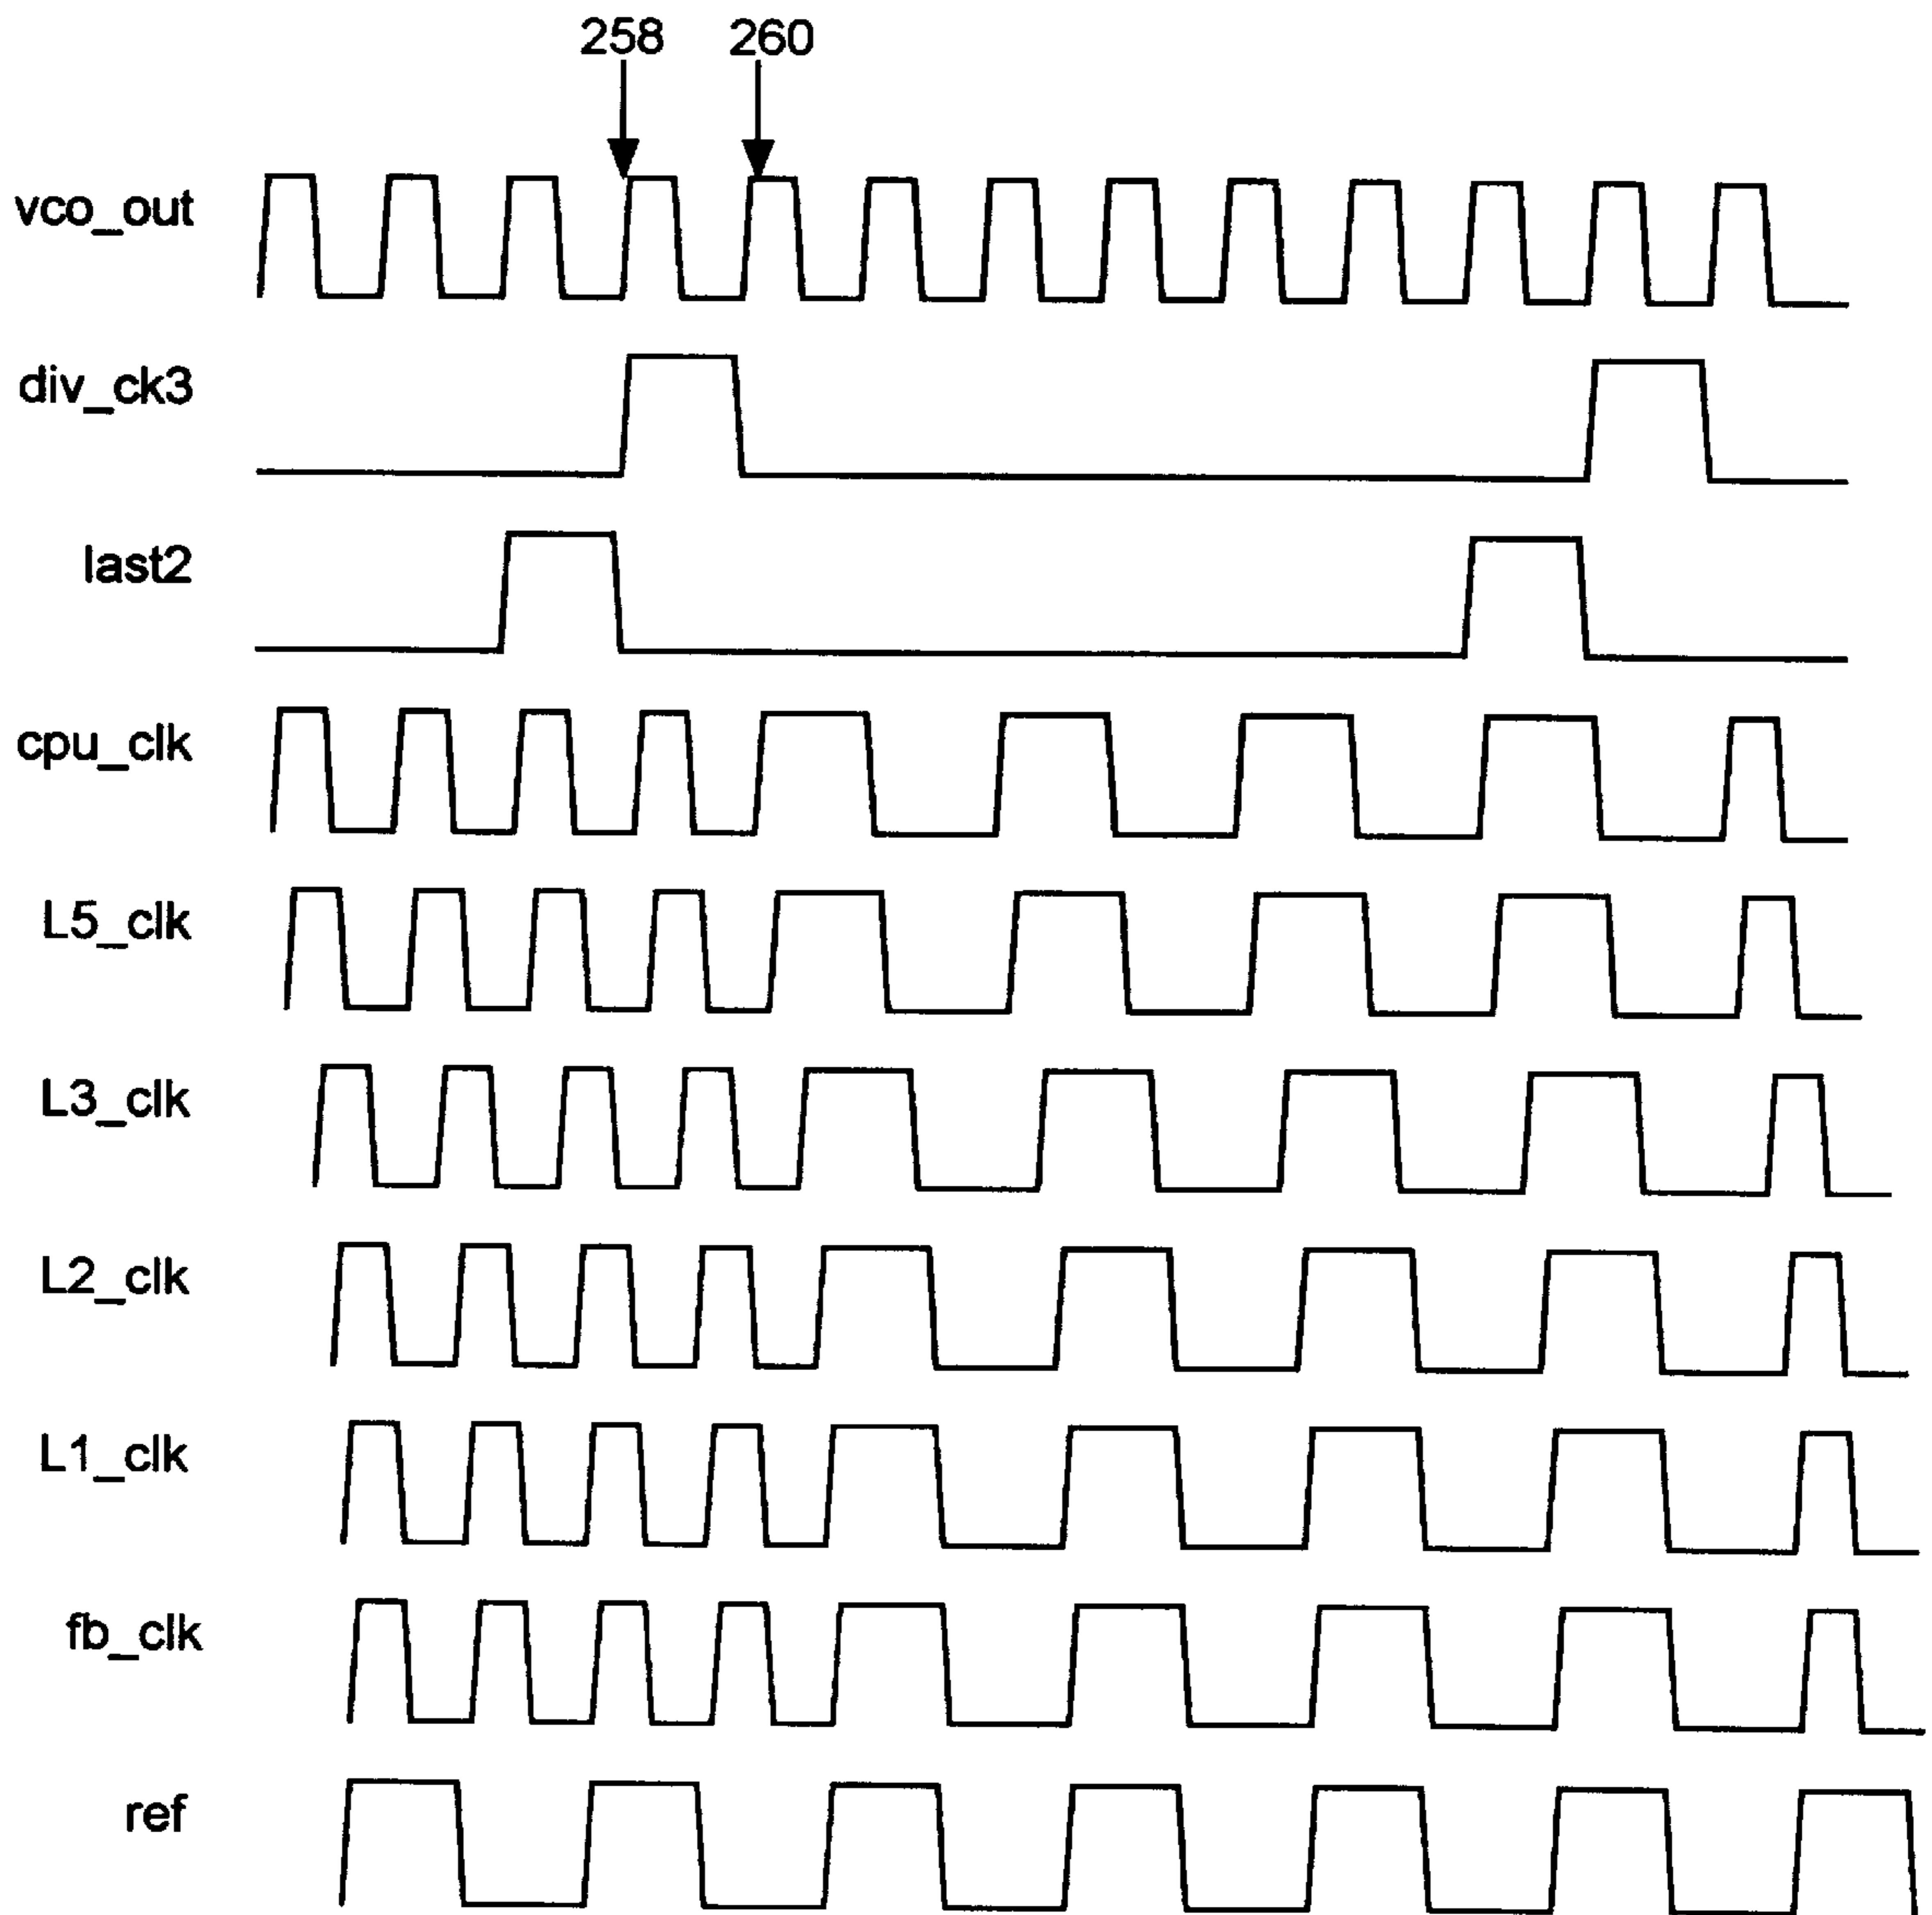 258 260
vco_out
div_ck3
last2
cpu_clk
L5_clk
L3_clk
L2_clk
L1_clk
fb_clk
ref